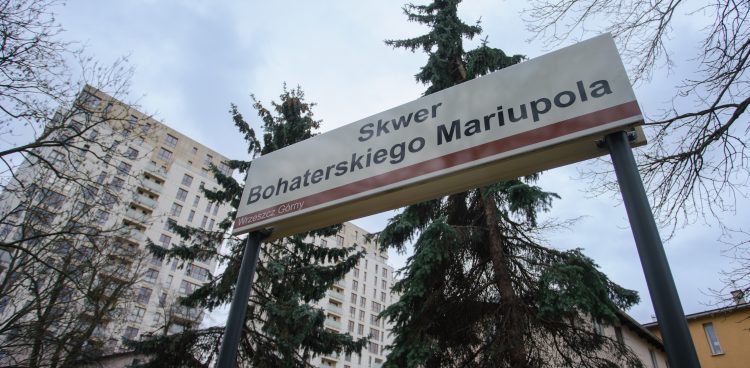 Skwer
Bohaterskiego Mariupola
Wrzeszcz Górny